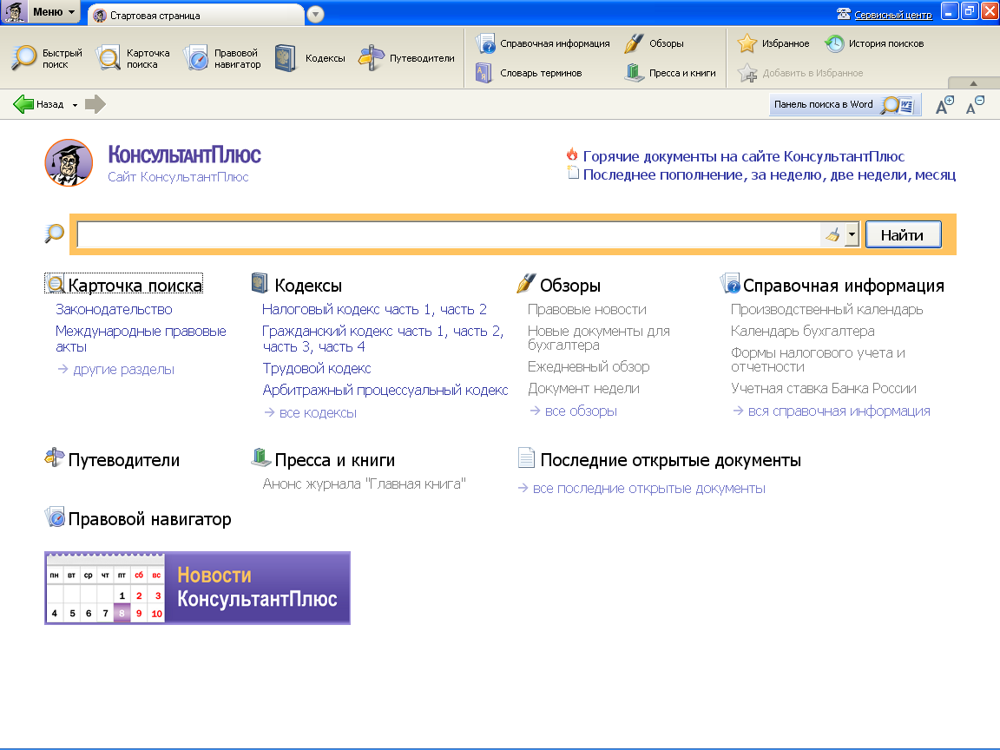 Меню
Стартовая страница
Сервисный центр
Быстрый поиск
Карточка поиска
Правовой навигатор
Кодексы
Путеводители
Справочная информация
Словарь терминов
Обзоры
Пресса и книги
Избранное
История поисков
Добавить в Избранное
Назад
Панель поиска в Word
КонсультантПлюс
Сайт КонсультантПлюс
Горячие документы на сайте КонсультантПлюс
Последнее пополнение, за неделю, две недели, месяц
Найти
Карточка поиска
Законодательство
Международные правовые
акты
другие разделы
Кодексы
Налоговый кодекс часть 1, часть 2
Гражданский кодекс часть 1, часть 2,
часть 3, часть 4
Трудовой кодекс
Арбитражный процессуальный кодекс
все кодексы
Обзоры
Правовые новости
Новые документы для
бухгалтера
Ежедневный обзор
Документ недели
все обзоры
Справочная информация
Производственный календарь
Календарь бухгалтера
Формы налогового учета и
отчетности
Учетная ставка Банка России
вся справочная информация
Путеводители
Пресса и книги
Анонс журнала "Главная книга"
Последние открытые документы
все последние открытые документы
Правовой навигатор
пн вт ср чт пт сб вс
1 2 3
4 5 6 7 8 9 10
Новости
КонсультантПлюс